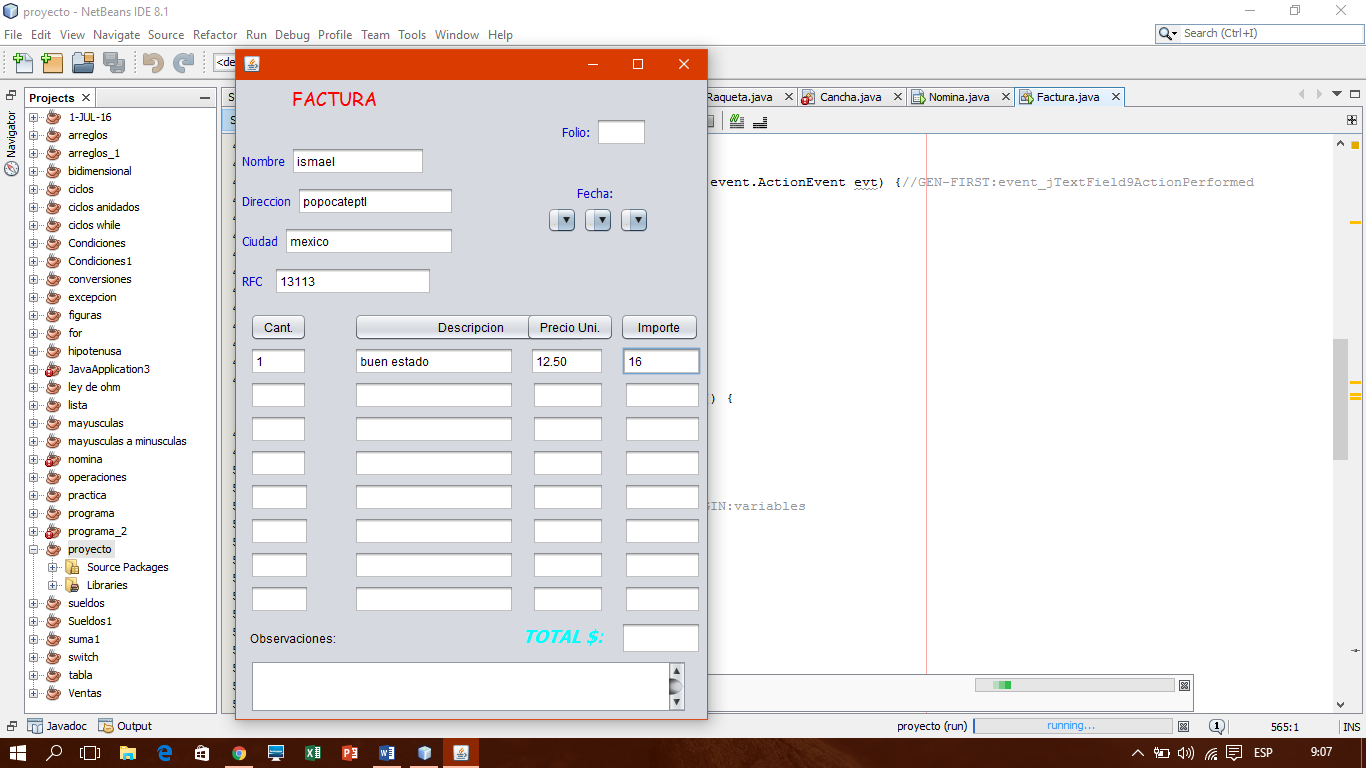 proyecto - NetBeans IDE 8.1
File Edit View Navigate Source Refactor Run Debug Profile Team Tools Window Help
Search (Ctrl+I)
<de
Projects
Navigator
1-JUL-16
arreglos
arreglos_1
bidimensional
ciclos
ciclos anidados
ciclos while
Condiciones
Condiciones1
conversiones
excepcion
figuras
for
hipotenusa
JavaApplication3
ley de ohm
lista
mayusculas
mayusculas a minusculas
nomina
operaciones
practica
programa
programa_2
proyecto
Source Packages
Libraries
sueldos
Sueldos1
suma1
switch
tabla
Ventas
FACTURA
Folio:
Nombre ismael
Direccion popocateptl
Fecha:
Ciudad mexico
RFC 13113
Cant. Descripcion Precio Uni. Importe
1 buen estado 12.50 16
Observaciones: TOTAL $:
Raqueta.java Cancha.java Nomina.java Factura.java
event.ActionEvent evt) {//GEN-FIRST:event_jTextField9ActionPerformed
) {
GIN:variables
Javadoc Output
proyecto (run) running... 1 565:1 INS
ESP 9:07